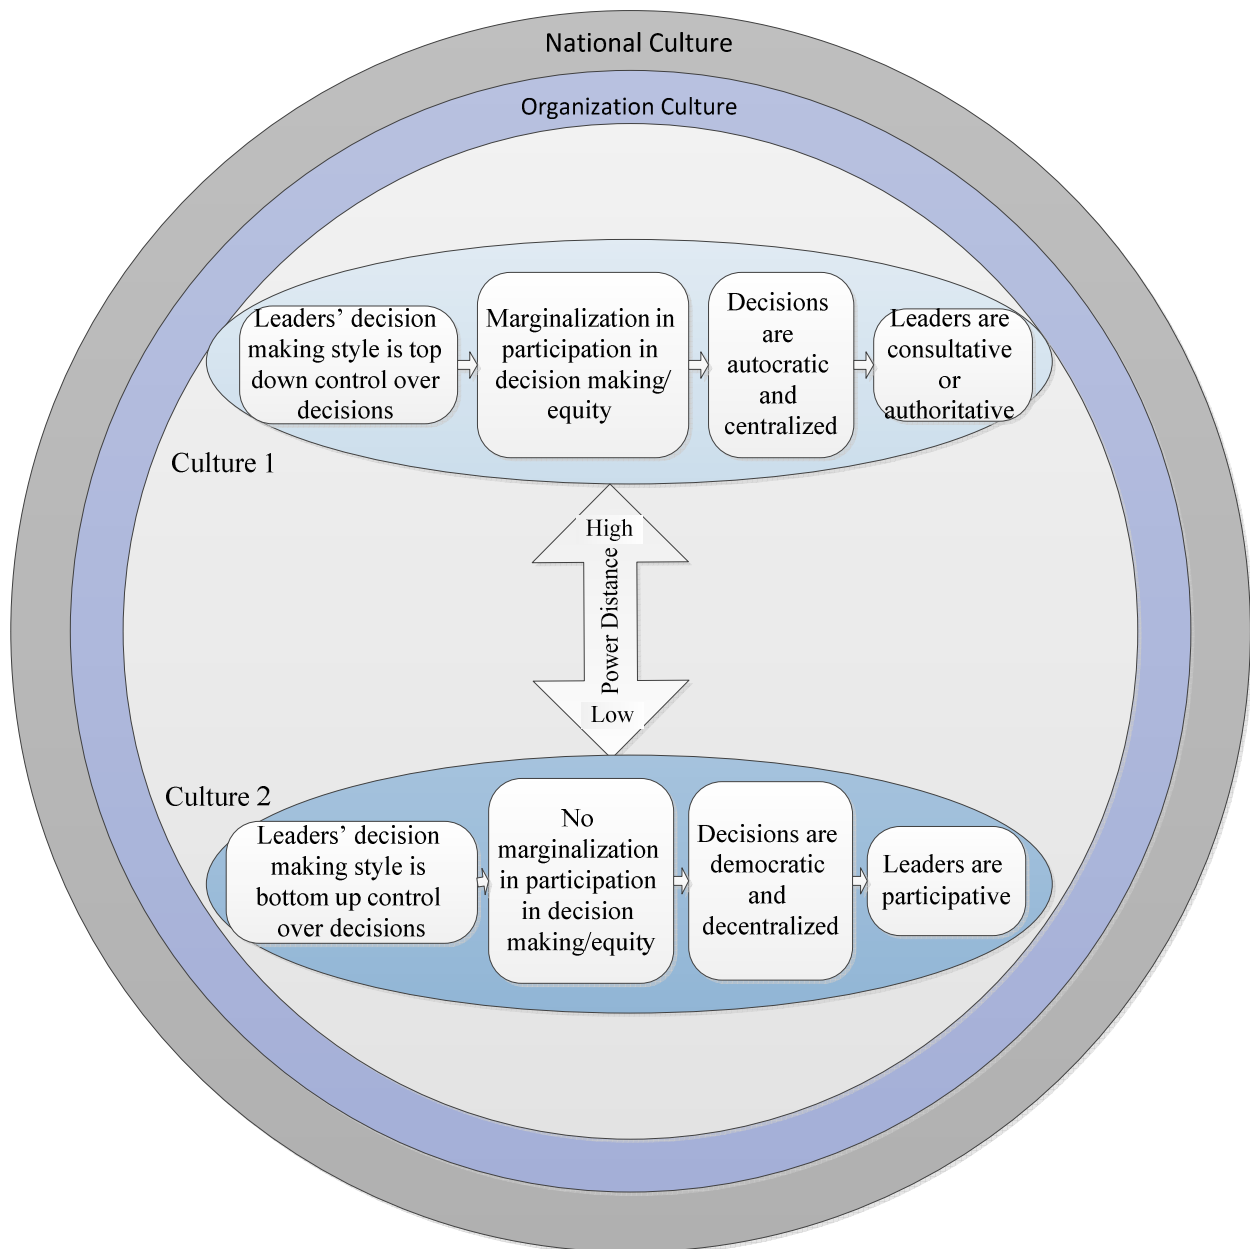 National Culture
Organization Culture
Leaders’ decision
making style is top
down control over
decisions
Marginalization in
participation in
decision making/
equity
Decisions
are
autocratic
and
centralized
Leaders are
consultative
or
authoritative
Culture 1
High
Power Distance
Low
Culture 2
Leaders’ decision
making style is
bottom up control
over decisions
No
marginalization
in participation
in decision
making/equity
Decisions are
democratic
and
decentralized
Leaders are
participative